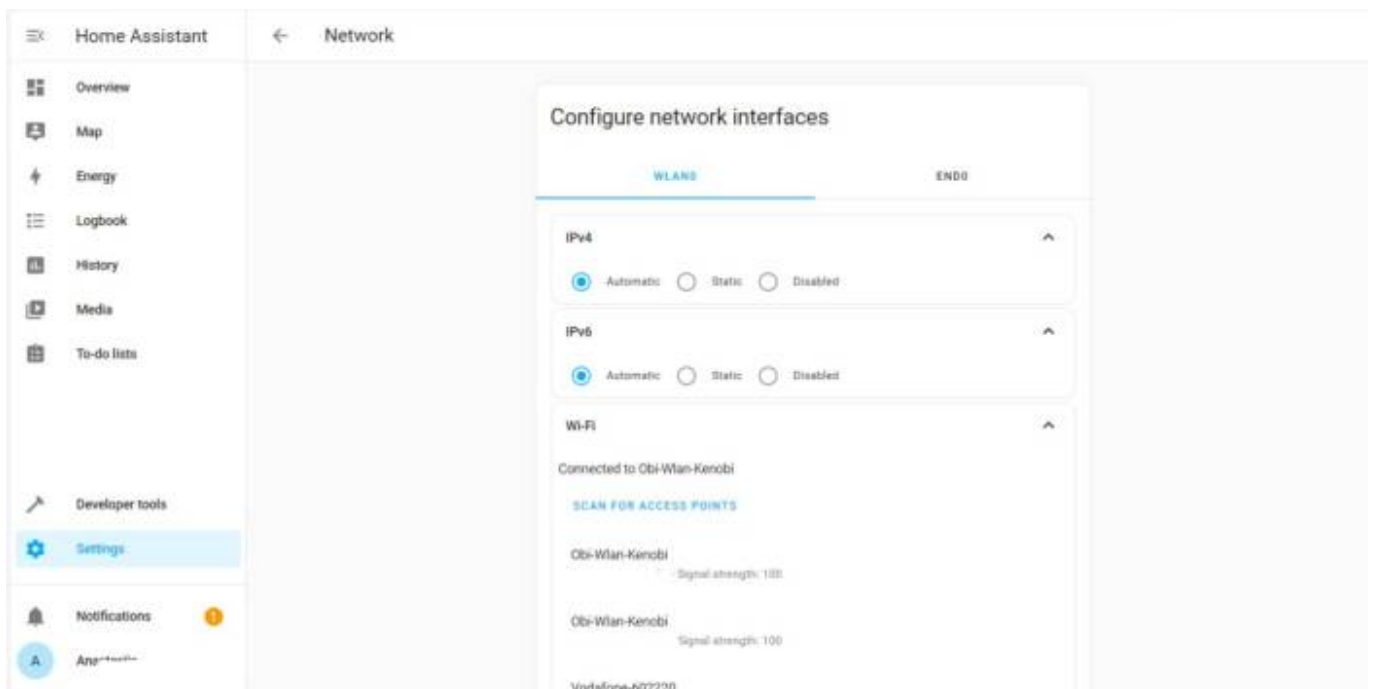 Home Assistant
Network
Overview
Map
Energy
Logbook
History
Media
To-do lists
Developer tools
Settings
Notifications
A
Configure network interfaces
WLAN0 END0
IPv4
Automatic Static Disabled
IPv6
Automatic Static Disabled
Wi-Fi
Connected to Obi-Wlan-Kenobi
SCAN FOR ACCESS POINTS
Obi-Wlan-Kenobi
Signal strength: 100
Obi-Wlan-Kenobi
Signal strength: 100
Vodafone-602220